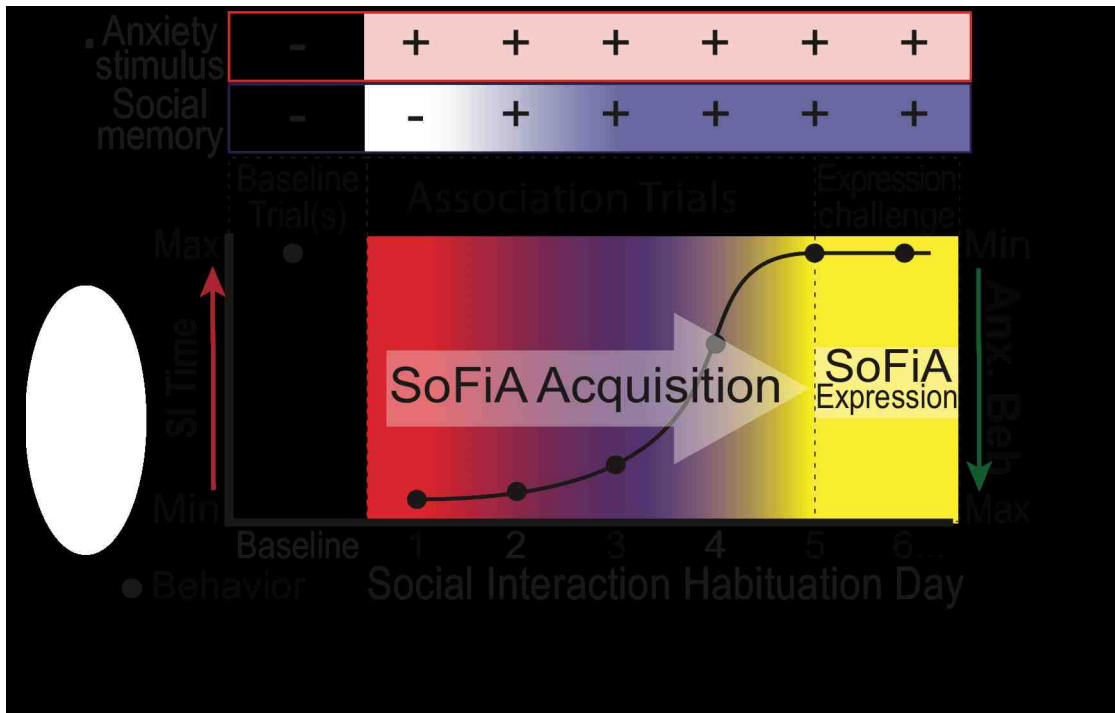 Anxiety
stimulus
- + + + + + +
Social
memory
- - + + + + +
Baseline
Trial(s)
Association Trials
Expression
challenge
Max
Min
SI Time
SoFiA Acquisition
SoFiA
Expression
Min
Max
Anx. Beh
Baseline 1 2 3 4 5 6...
Behavior
Social Interaction Habituation Day